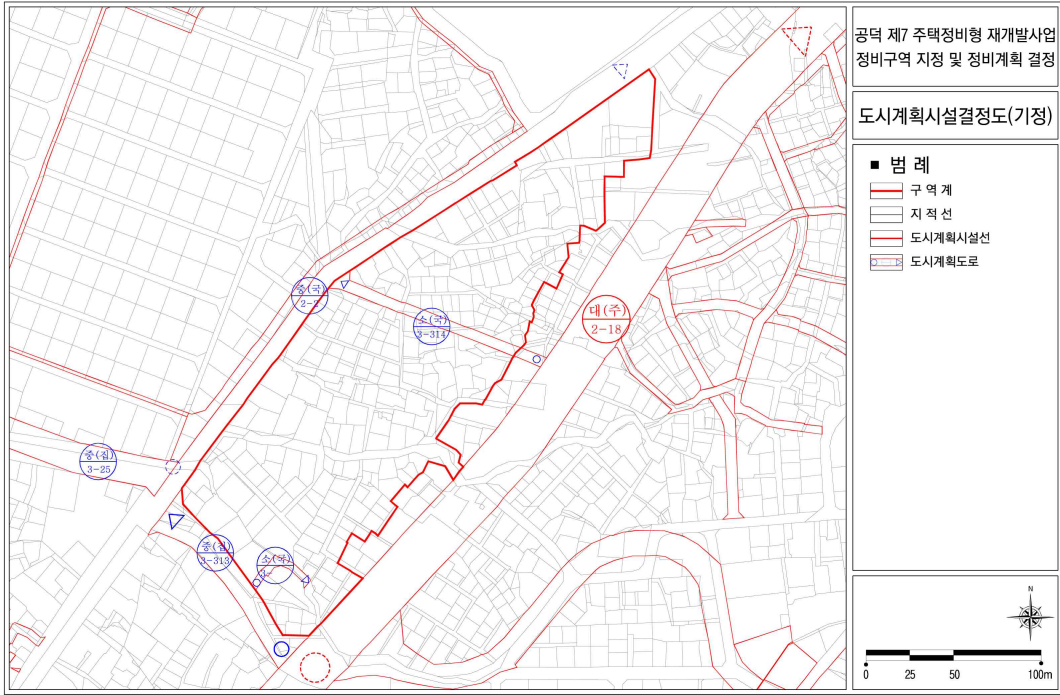 공덕 제7 주택정비형 재개발사업
정비구역 지정 및 정비계획 결정
도시계획시설결정도(기정)
■ 범 례
구 역 계
지 적 선
도시계획시설선
도시계획도로
중(국)
2-2
소(국)
3-314
대(주)
2-18
중(집)
3-25
중(집)
3-313
소(국)
N
0 25 50 100m